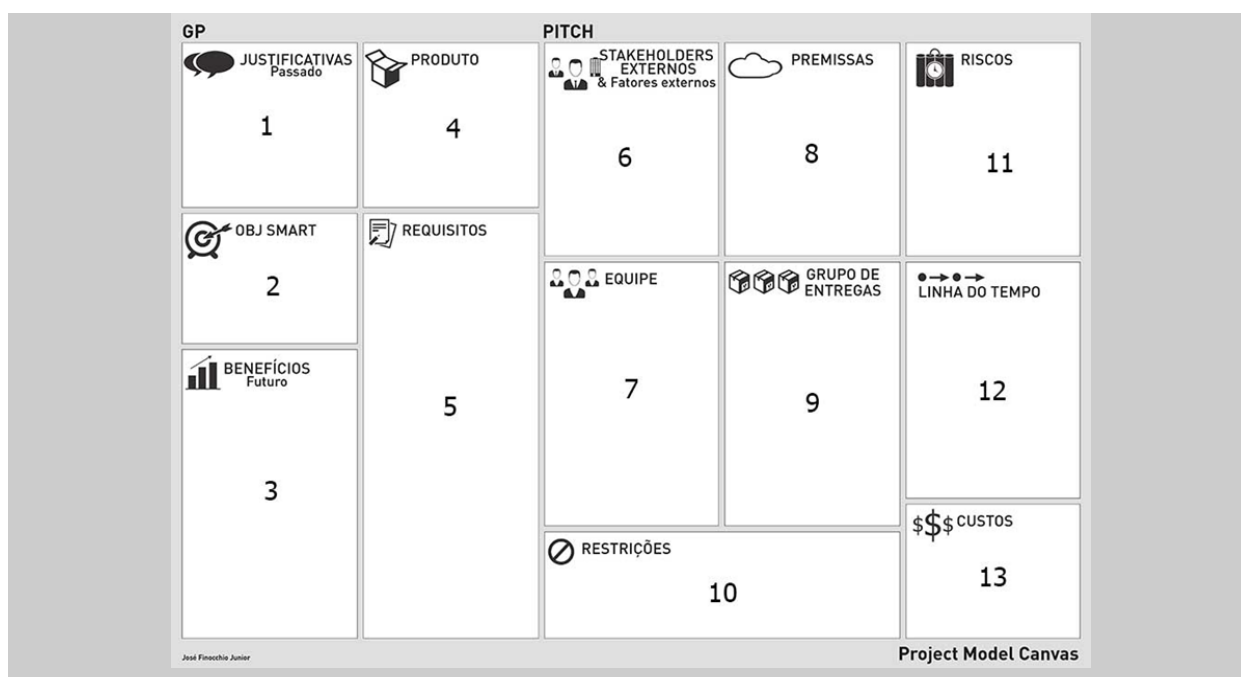 GP
PITCH
JUSTIFICATIVAS
Passado
1
PRODUTO
4
STAKEHOLDERS
EXTERNOS
& Fatores externos
6
PREMISSAS
8
RISCOS
11
OBJ SMART
2
REQUISITOS
5
EQUIPE
7
GRUPO DE
ENTREGAS
9
LINHA DO TEMPO
12
BENEFÍCIOS
Futuro
3
RESTRIÇÕES
10
$$$ CUSTOS
13
José Finocchio Junior
Project Model Canvas